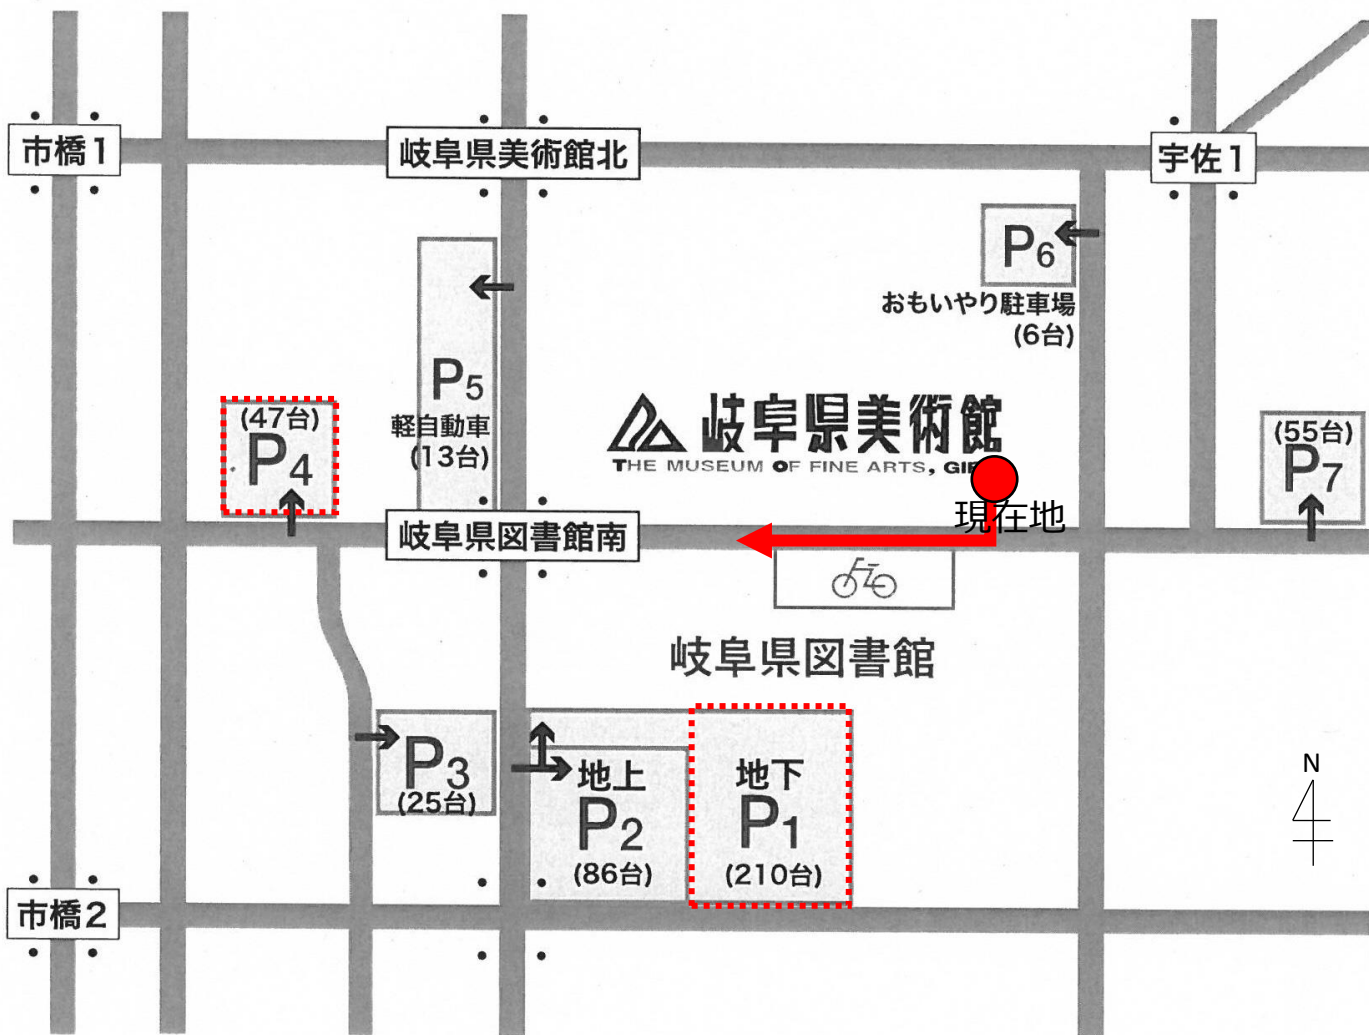 市橋1
岐阜県美術館北
宇佐1
P6
おもいやり駐車場
(6台)
P5
軽自動車
(13台)
(47台)
P4
岐阜県美術館
THE MUSEUM OF FINE ARTS, GI
現在地
(55台)
P7
岐阜県図書館南
岐阜県図書館
P3
(25台)
地上
P2
(86台)
地下
P1
(210台)
N
市橋2